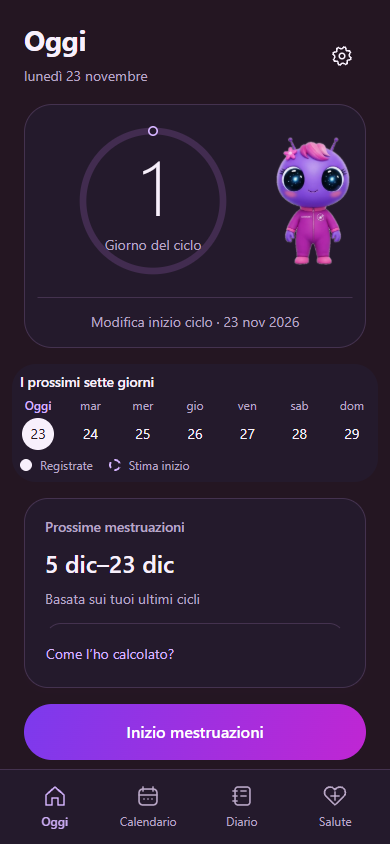 Oggi
lunedì 23 novembre
1
Giorno del ciclo
Modifica inizio ciclo · 23 nov 2026
I prossimi sette giorni
Oggi mar mer gio ven sab dom
23 24 25 26 27 28 29
Registrate Stima inizio
Prossime mestruazioni
5 dic–23 dic
Basata sui tuoi ultimi cicli
Come l’ho calcolato?
Inizio mestruazioni
Oggi Calendario Diario Salute